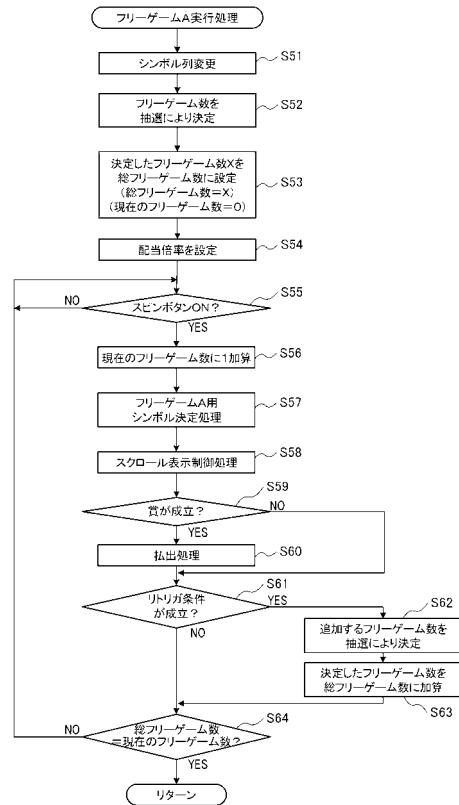 フリーゲームA実行処理
シンボル列変更
S51
フリーゲーム数を
抽選により決定
S52
決定したフリーゲーム数Xを
総フリーゲーム数に設定
(総フリーゲーム数=X)
(現在のフリーゲーム数=0)
S53
配当倍率を設定
S54
スピンボタンON?
S55
NO
YES
現在のフリーゲーム数に1加算
S56
フリーゲームA用
シンボル決定処理
S57
スクロール表示制御処理
S58
賞が成立?
S59
NO
YES
払出処理
S60
リトリガ条件
が成立?
S61
YES
NO
追加するフリーゲーム数を
抽選により決定
S62
決定したフリーゲーム数を
総フリーゲーム数に加算
S63
総フリーゲーム数
=現在のフリーゲーム数?
S64
NO
YES
リターン